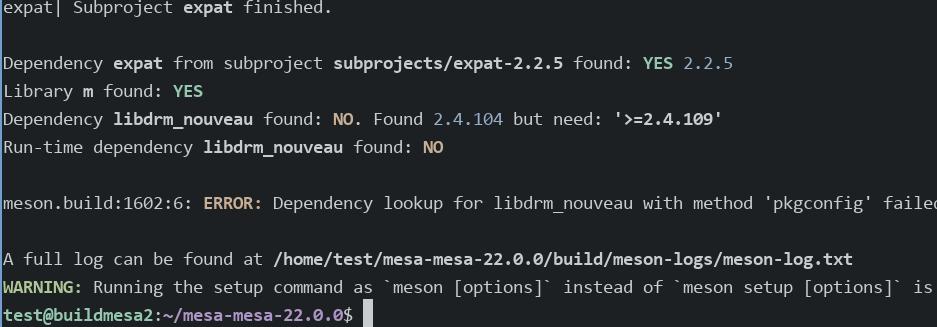 expat| Subproject expat finished.
Dependency expat from subproject subprojects/expat-2.2.5 found: YES 2.2.5
Library m found: YES
Dependency libdrm_nouveau found: NO. Found 2.4.104 but need: '>=2.4.109'
Run-time dependency libdrm_nouveau found: NO
meson.build:1602:6: ERROR: Dependency lookup for libdrm_nouveau with method 'pkgconfig' failed
A full log can be found at /home/test/mesa-mesa-22.0.0/build/meson-logs/meson-log.txt
WARNING: Running the setup command as `meson [options]` instead of `meson setup [options]` is
test@buildmesa2:~/mesa-mesa-22.0.0$